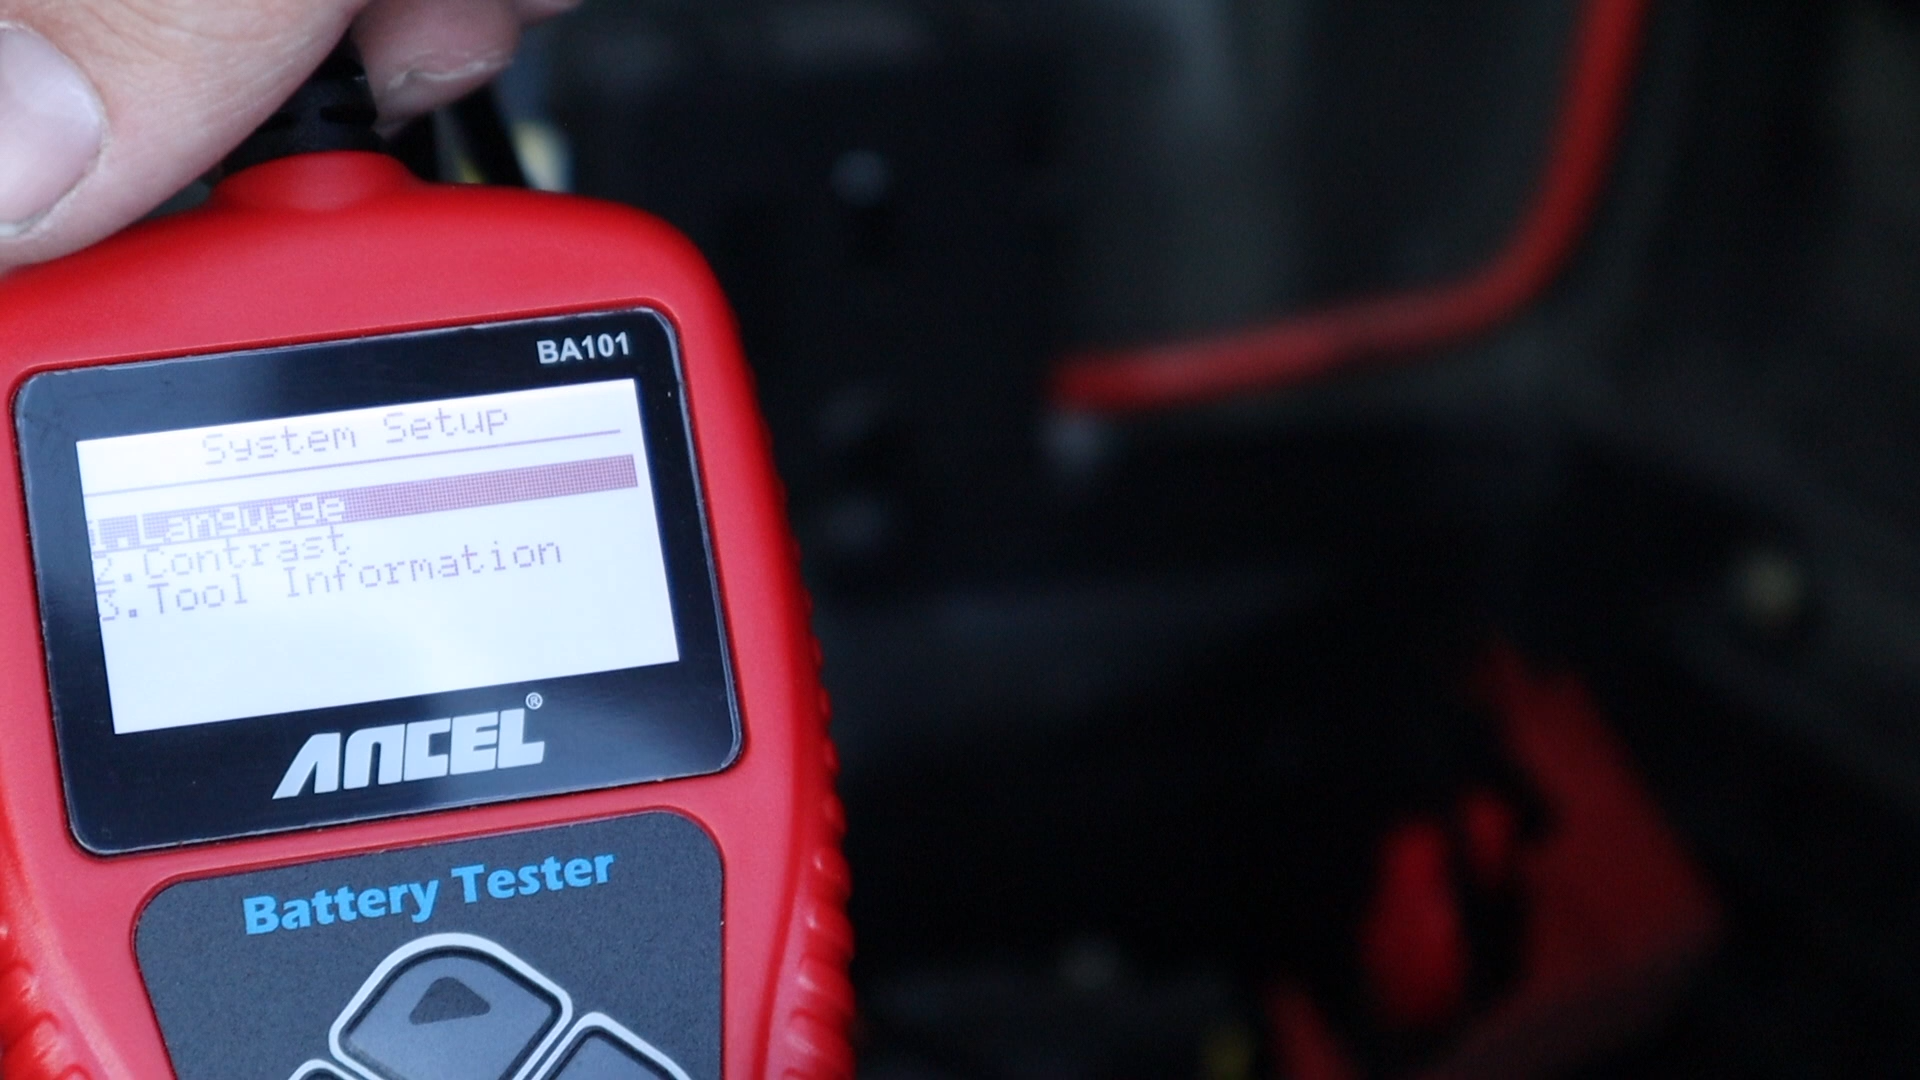 BA101
System Setup
1.Language
2.Contrast
3.Tool Information
ANCEL®
Battery Tester